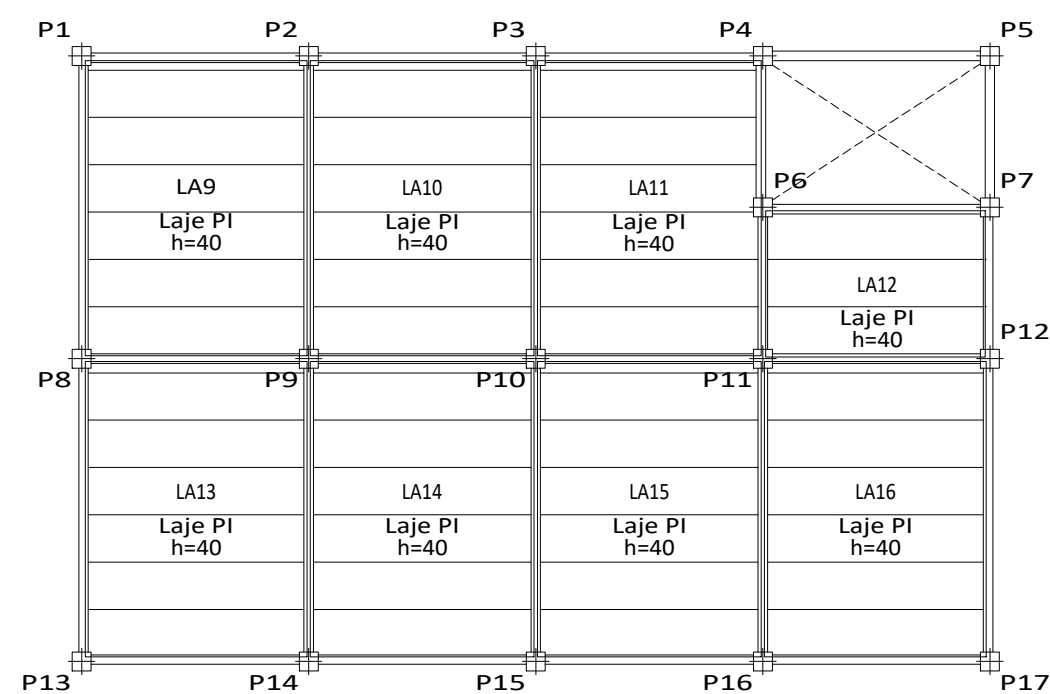 P1 P2 P3 P4 P5
P6 P7
LA9 LA10 LA11
Laje PI Laje PI Laje PI
h=40 h=40 h=40
LA12
Laje PI
h=40
P12
P8 P9 P10 P11
LA13 LA14 LA15 LA16
Laje PI Laje PI Laje PI Laje PI
h=40 h=40 h=40 h=40
P13 P14 P15 P16 P17